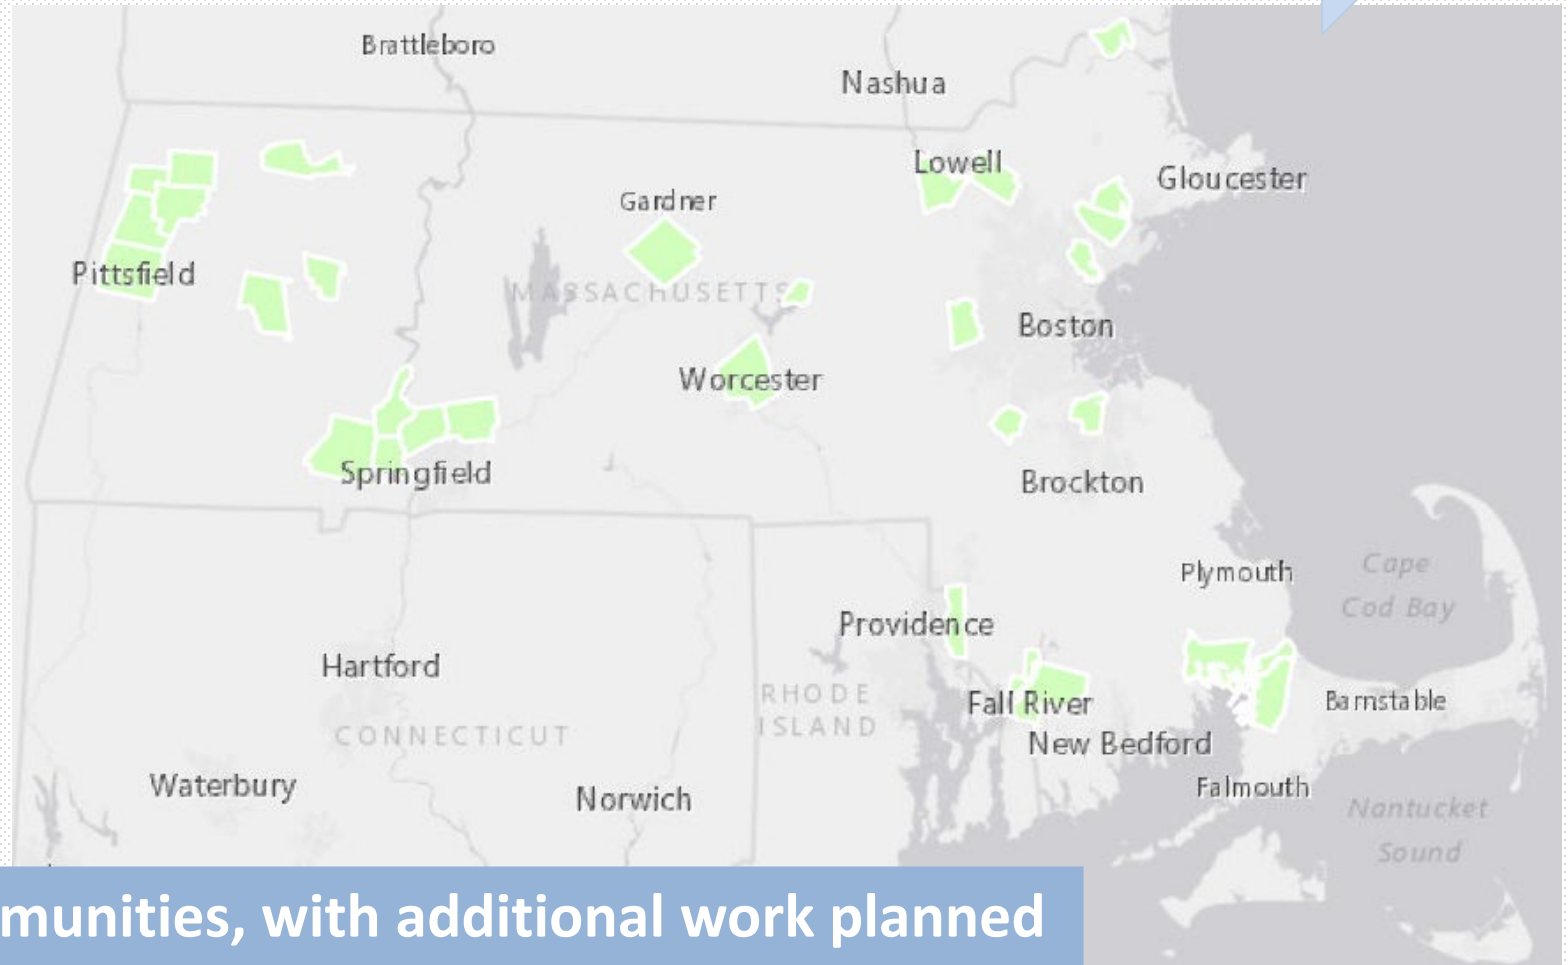 Brattleboro
Nashua
Lowell
Gloucester
Gardner
Pittsfield
MASSACHUSETTS
Boston
Worcester
Springfield
Brockton
Cape
Cod Bay
Plymouth
Providence
Hartford
RHODE
ISLAND
Fall River
Barnstable
CONNECTICUT
New Bedford
Waterbury
Norwich
Falmouth
Nantucket
Sound
munities, with additional work planned